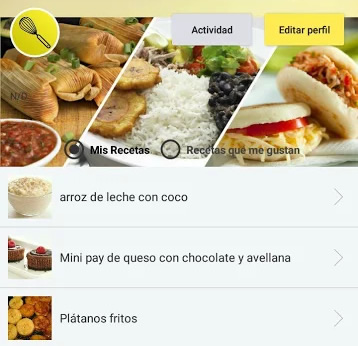 Actividad
Editar perfil
N/D
Mis Recetas
Recetas que me gustan
arroz de leche con coco
Mini pay de queso con chocolate y avellana
Plátanos fritos